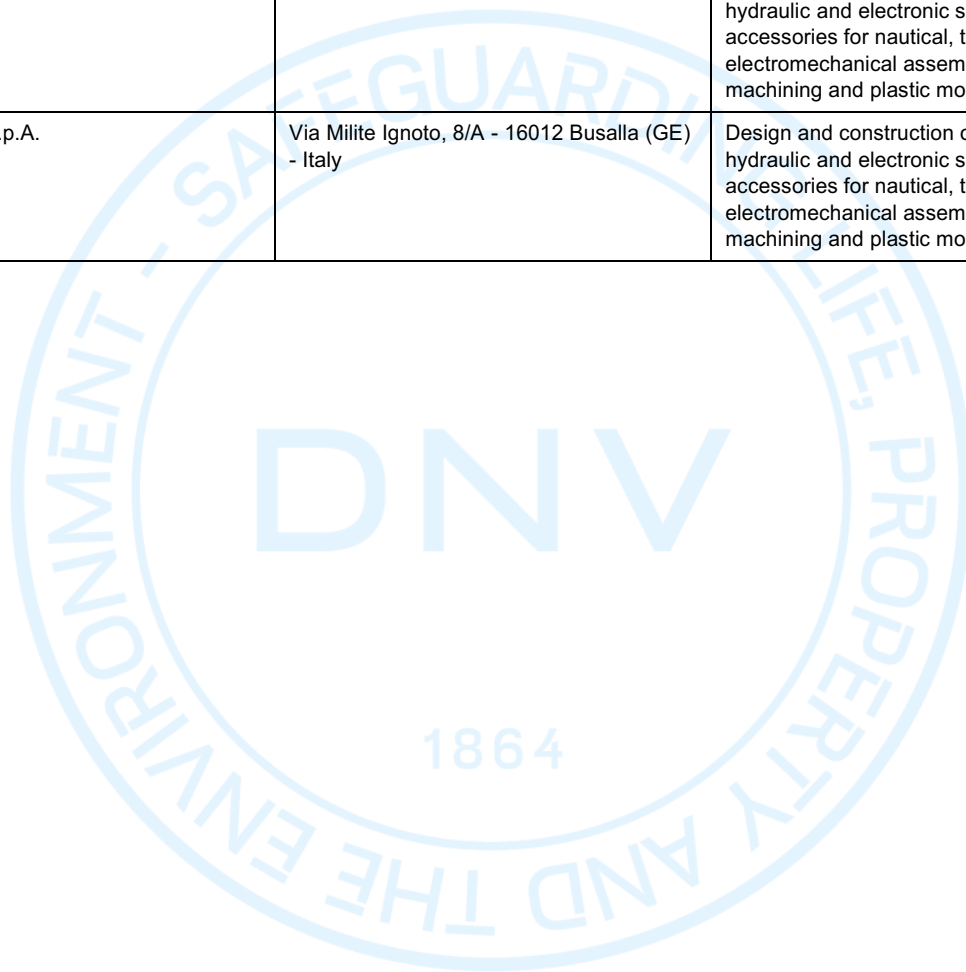 hydraulic and electronic s
accessories for nautical, t
electromechanical assem
machining and plastic mo
.p.A.
Via Milite Ignoto, 8/A - 16012 Busalla (GE)
- Italy
Design and construction
hydraulic and electronic s
accessories for nautical, t
electromechanical assem
machining and plastic mo
SAFEGUARDING LIFE, PROPERTY AND THE ENVIRONMENT -
DNV
1864